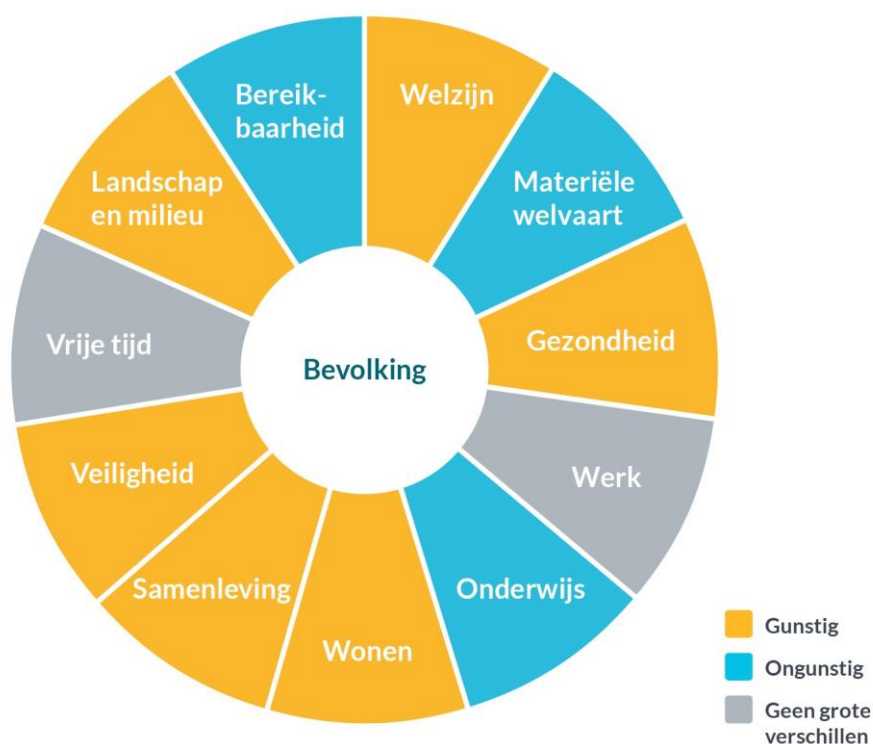 Bereik-
baarheid
Welzijn
Landschap
en milieu
Materiële
welvaart
Vrije tijd
Gezondheid
Bevolking
Veiligheid
Werk
Samenleving
Onderwijs
Wonen
Gunstig
Ongunstig
Geen grote
verschillen